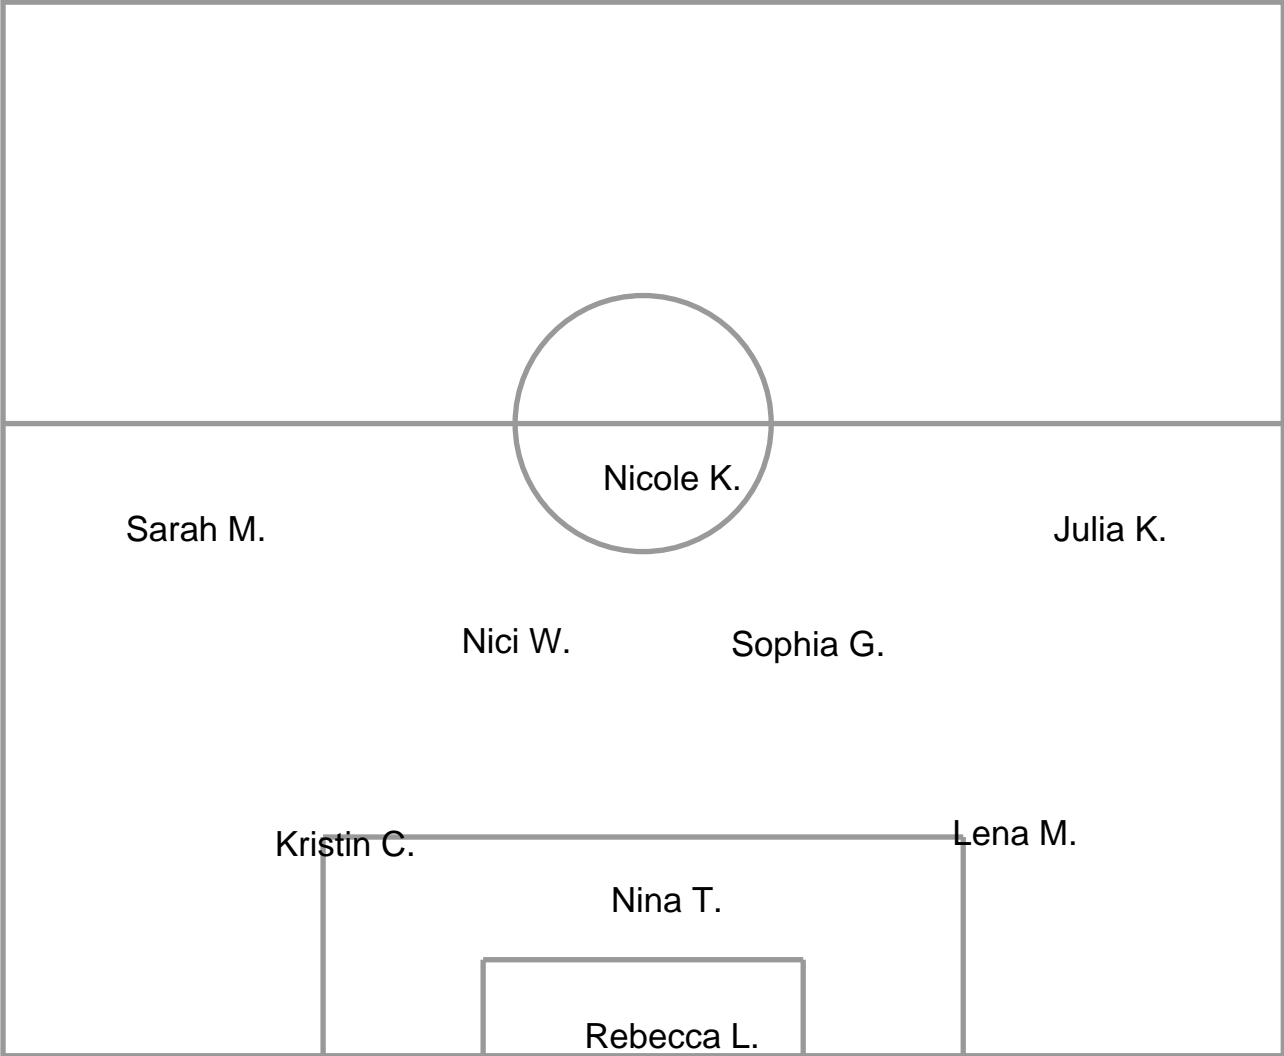 Nicole K.
Sarah M.
Julia K.
Nici W.
Sophia G.
Lena M.
Kristin C.
Nina T.
Rebecca L.